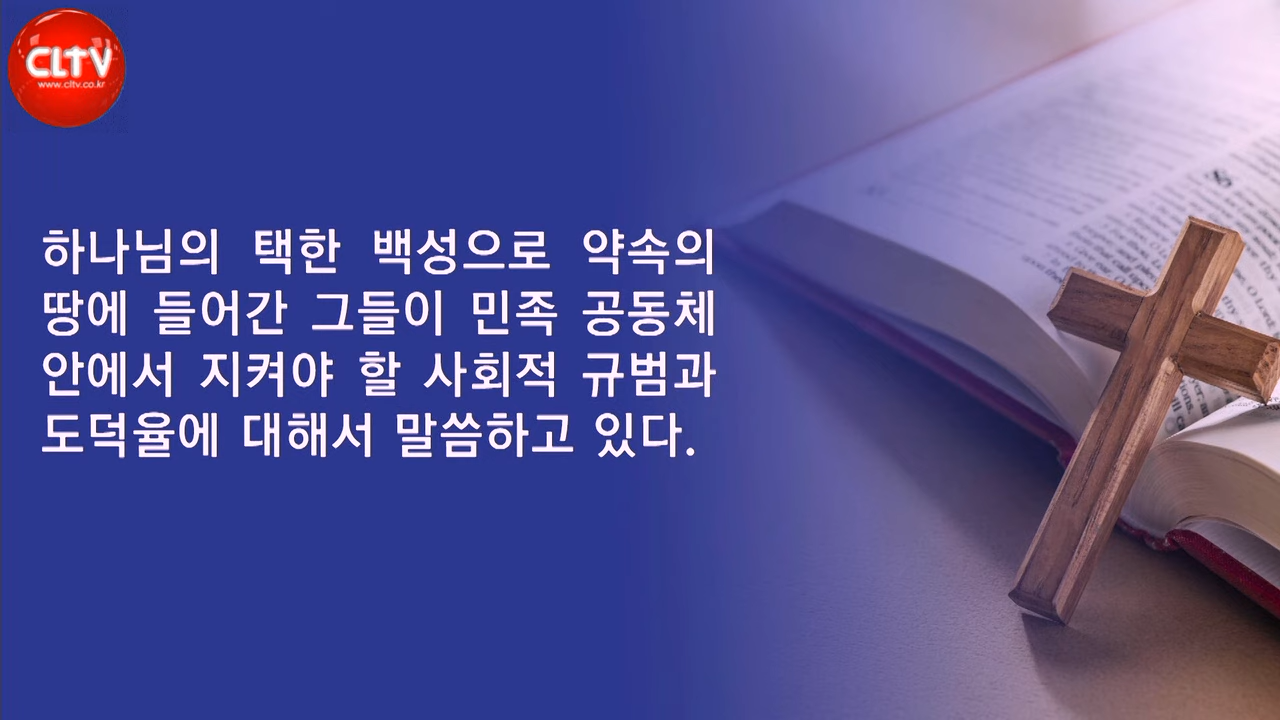 CLTV
www.cltv.co.kr
하나님의 택한 백성으로 약속의
땅에 들어간 그들이 민족 공동체
안에서 지켜야 할 사회적 규범과
도덕율에 대해서 말씀하고 있다.